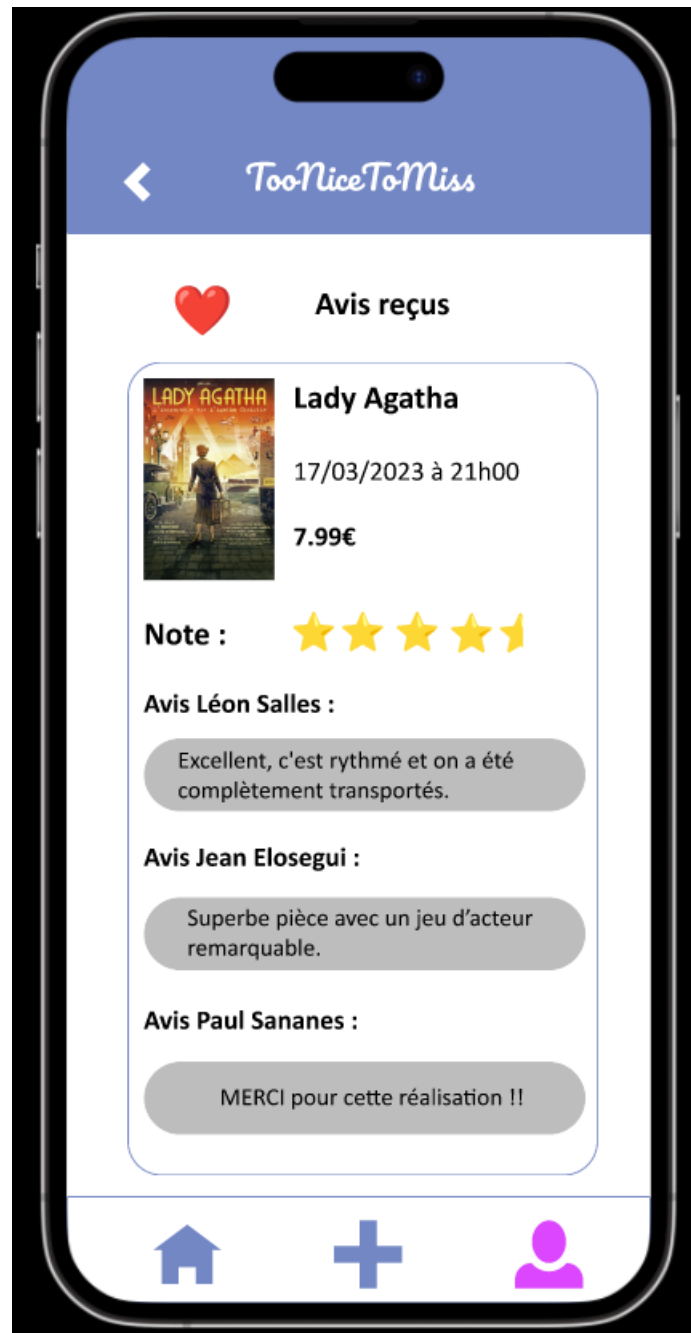 TooNiceToMiss
Avis reçus
LADY AGATHA
Lady Agatha
17/03/2023 à 21h00
7.99€
Note :
Avis Léon Salles :
Excellent, c'est rythmé et on a été
complètement transportés.
Avis Jean Elosegui :
Superbe pièce avec un jeu d’acteur
remarquable.
Avis Paul Sananes :
MERCI pour cette réalisation !!